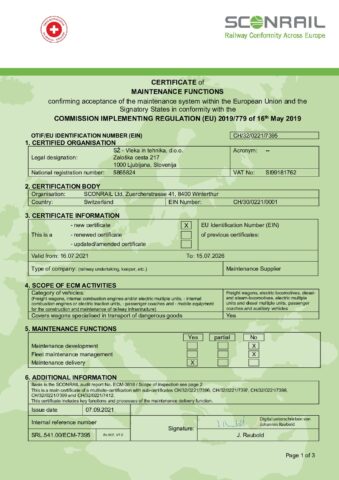 SCONRAIL
Railway Conformity Across Europe
CERTIFICATE of
MAINTENANCE FUNCTIONS
confirming acceptance of the maintenance system within the European Union and the
Signatory States in conformity with the
COMMISSION IMPLEMENTING REGULATION (EU) 2019/779 of 16th May 2019
OTIF/EU IDENTIFICATION NUMBER (EIN) CH/32/0221/7395
1. CERTIFIED ORGANISATION
Legal designation: SŽ - Vleka in tehnika, d.o.o.
Zaloška cesta 217
1000 Ljubljana, Slovenija
Acronym: --
National registration number: 5865824 VAT No: SI99181762
2. CERTIFICATION BODY
Organisation: SCONRAIL Ltd. Zuercherstrasse 41, 8400 Winterthur
Country: Switzerland EIN Number: CH/30/0221/0001
3. CERTIFICATE INFORMATION
This is a
- new certificate X
- renewed certificate
- updated/amended certificate
EU Identification Number (EIN)
of previous certificates:
Valid from: 16.07.2021 To: 15.07.2026
Type of company: (railway undertaking, keeper, etc.) Maintenance Supplier
4. SCOPE OF ECM ACTIVITIES
Category of vehicles:
(Freight wagons, internal combustion engines and/or electric multiple units, - internal
combustion engines or electric traction units, - passenger coaches and - mobile equipment
for the construction and maintenance of railway infrastructure)
Freight wagons, electric locomotives, diesel-
and steam-locomotives, electric multiple
units and diesel multiple units, passenger
coaches and auxiliary vehicles
Covers wagons specialised in transport of dangerous goods Yes
5. MAINTENANCE FUNCTIONS
Yes partial No
Maintenance development X
Fleet maintenance management X
Maintenance delivery X
6. ADDITIONAL INFORMATION
Basis is the SCONRAIL audit report No. / Scope of inspection see page 2
This is a main certificate of a multisite-certification with sub-certificates CH/32/0221/7396, CH/32/0221/7397, CH/32/0221/7398,
CH/32/0221/7399 and CH/32/0221/7412.
This certificate includes key functions and processes of the maintenance delivery function.
Issue date 07.09.2021
Internal reference number
SRL.541.00/ECM-7395
Signature:
Digital unterschrieben von
Johannes Raubold
J. Raubold
Page 1 of 3